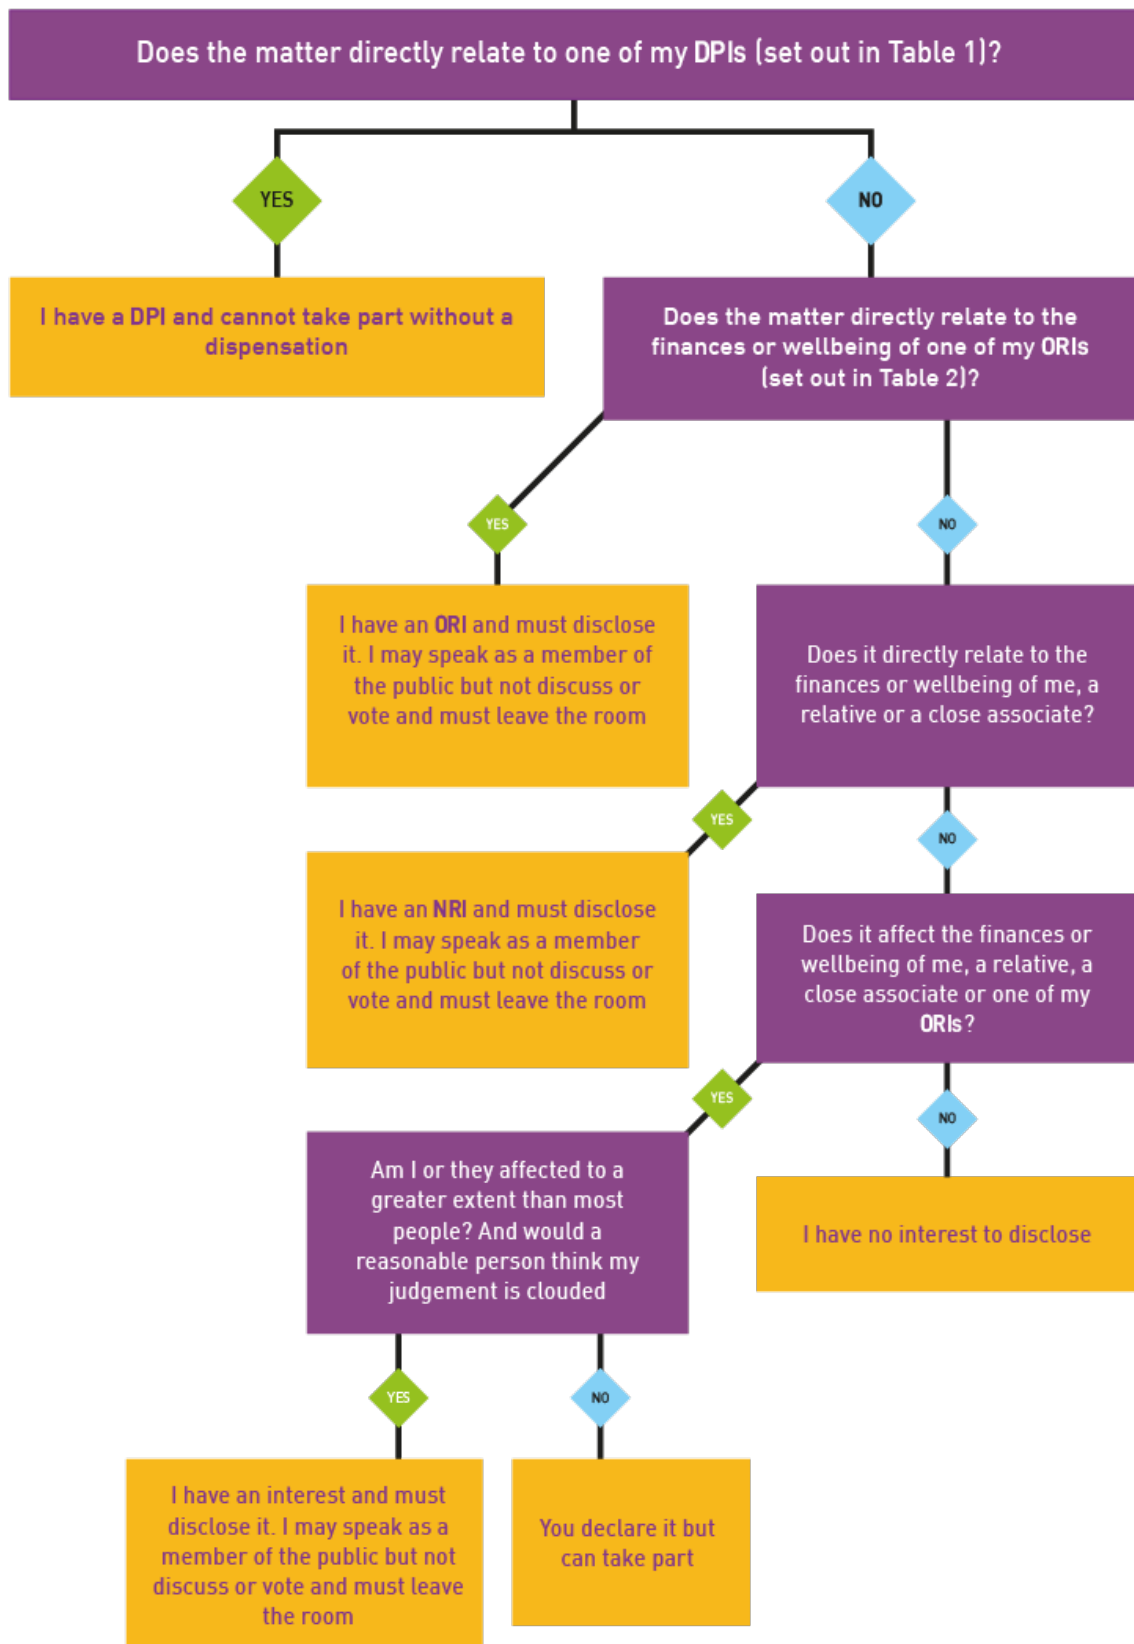 Does the matter directly relate to one of my DPIs (set out in Table 1)?
YES
NO
I have a DPI and cannot take part without a
dispensation
Does the matter directly relate to the
finances or wellbeing of one of my ORIs
(set out in Table 2)?
YES
NO
I have an ORI and must disclose
it. I may speak as a member of
the public but not discuss or
vote and must leave the room
Does it directly relate to the
finances or wellbeing of me, a
relative or a close associate?
YES
NO
I have an NRI and must disclose
it. I may speak as a member
of the public but not discuss or
vote and must leave the room
Does it affect the finances or
wellbeing of me, a relative, a
close associate or one of my
ORIs?
YES
NO
Am I or they affected to a
greater extent than most
people? And would a
reasonable person think my
judgement is clouded
I have no interest to disclose
YES
NO
I have an interest and must
disclose it. I may speak as a
member of the public but not
discuss or vote and must leave
the room
You declare it but
can take part